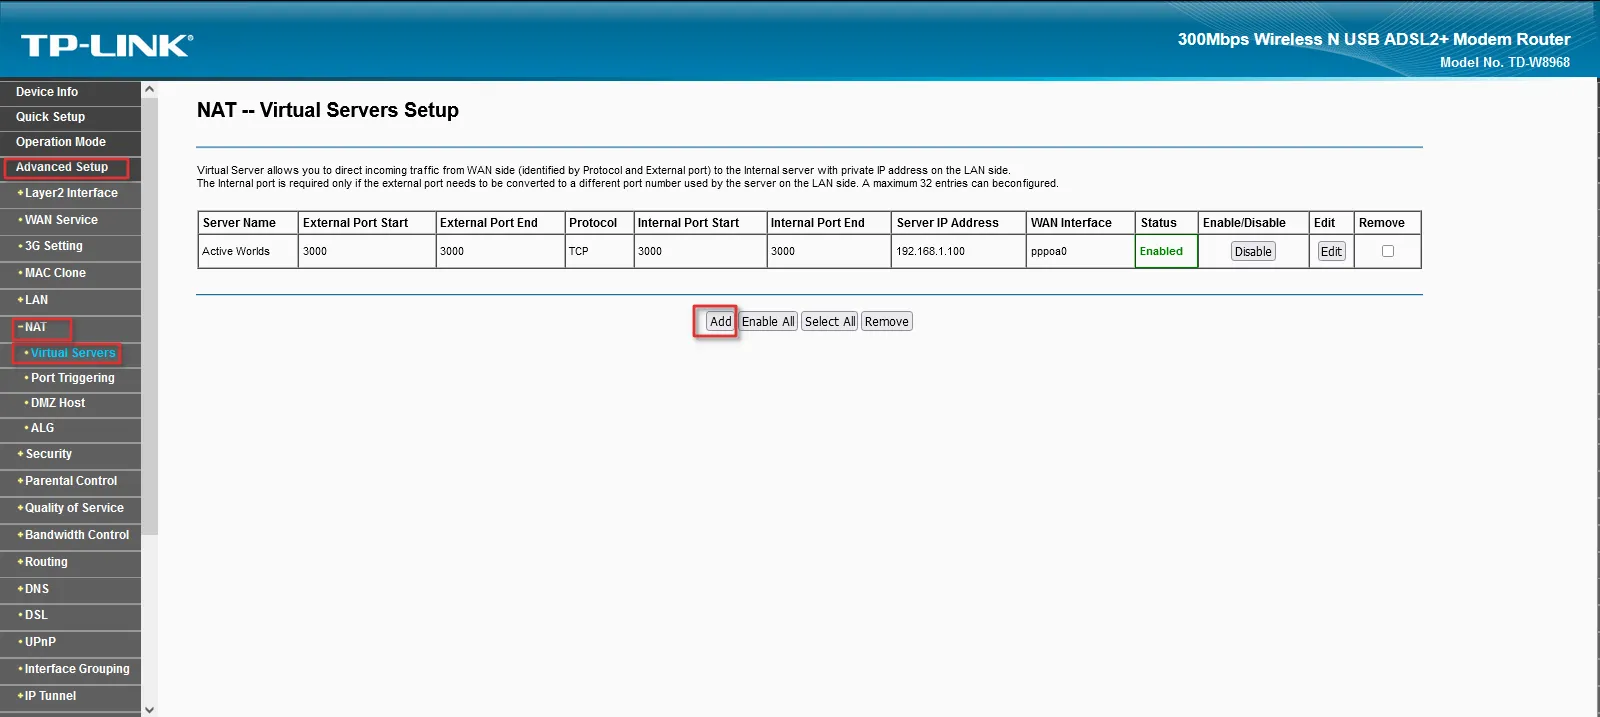 TP-LINK®
300Mbps Wireless N USB ADSL2+ Modem Router
Model No. TD-W8968
Device Info
Quick Setup
Operation Mode
Advanced Setup
+Layer2 Interface
•WAN Service
•3G Setting
•MAC Clone
+LAN
-NAT
•Virtual Servers
•Port Triggering
•DMZ Host
•ALG
+Security
+Parental Control
+Quality of Service
+Bandwidth Control
+Routing
+DNS
•DSL
•UPnP
•Interface Grouping
+IP Tunnel
NAT -- Virtual Servers Setup
Virtual Server allows you to direct incoming traffic from WAN side (identified by Protocol and External port) to the Internal server with private IP address on the LAN side.
The Internal port is required only if the external port needs to be converted to a different port number used by the server on the LAN side. A maximum 32 entries can beconfigured.
Server Name External Port Start External Port End Protocol Internal Port Start Internal Port End Server IP Address WAN Interface Status Enable/Disable Edit Remove
Active Worlds 3000 3000 TCP 3000 3000 192.168.1.100 pppoa0 Enabled Disable Edit
Add Enable All Select All Remove